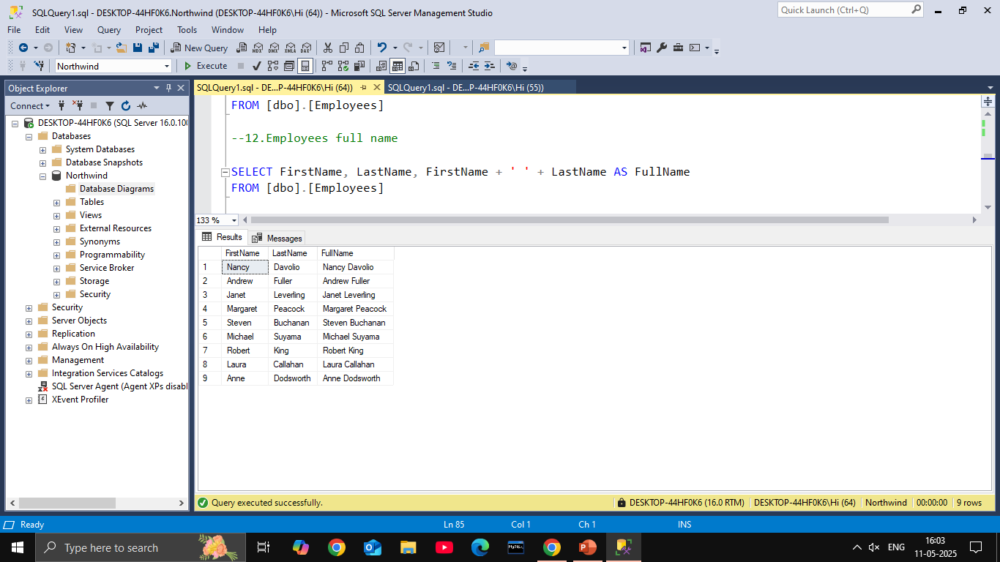 SQLQuery1.sql - DESKTOP-44HF0K6.Northwind (DESKTOP-44HF0K6\Hi (64)) - Microsoft SQL Server Management Studio
Quick Launch (Ctrl+Q)
File Edit View Query Project Tools Window Help
New Query MDX DMX XMLA DAX
Northwind Execute
Object Explorer
SQLQuery1.sql - DE...P-44HF0K6\Hi (64)) SQLQuery1.sql - DE...P-44HF0K6\Hi (55))
Connect
DESKTOP-44HF0K6 (SQL Server 16.0.100
Databases
System Databases
Database Snapshots
Northwind
Database Diagrams
Tables
Views
External Resources
Synonyms
Programmability
Service Broker
Storage
Security
Security
Server Objects
Replication
Always On High Availability
Management
Integration Services Catalogs
SQL Server Agent (Agent XPs disabl
XEvent Profiler
FROM [dbo].[Employees]
--12.Employees full name
SELECT FirstName, LastName, FirstName + ' ' + LastName AS FullName
FROM [dbo].[Employees]
133 %
Results Messages
FirstName LastName FullName
1 Nancy Davolio Nancy Davolio
2 Andrew Fuller Andrew Fuller
3 Janet Leverling Janet Leverling
4 Margaret Peacock Margaret Peacock
5 Steven Buchanan Steven Buchanan
6 Michael Suyama Michael Suyama
7 Robert King Robert King
8 Laura Callahan Laura Callahan
9 Anne Dodsworth Anne Dodsworth
Query executed successfully. DESKTOP-44HF0K6 (16.0 RTM) DESKTOP-44HF0K6\Hi (64) Northwind 00:00:00 9 rows
Ready Ln 85 Col 1 Ch 1 INS
Type here to search
MySQL
ENG
16:03
11-05-2025